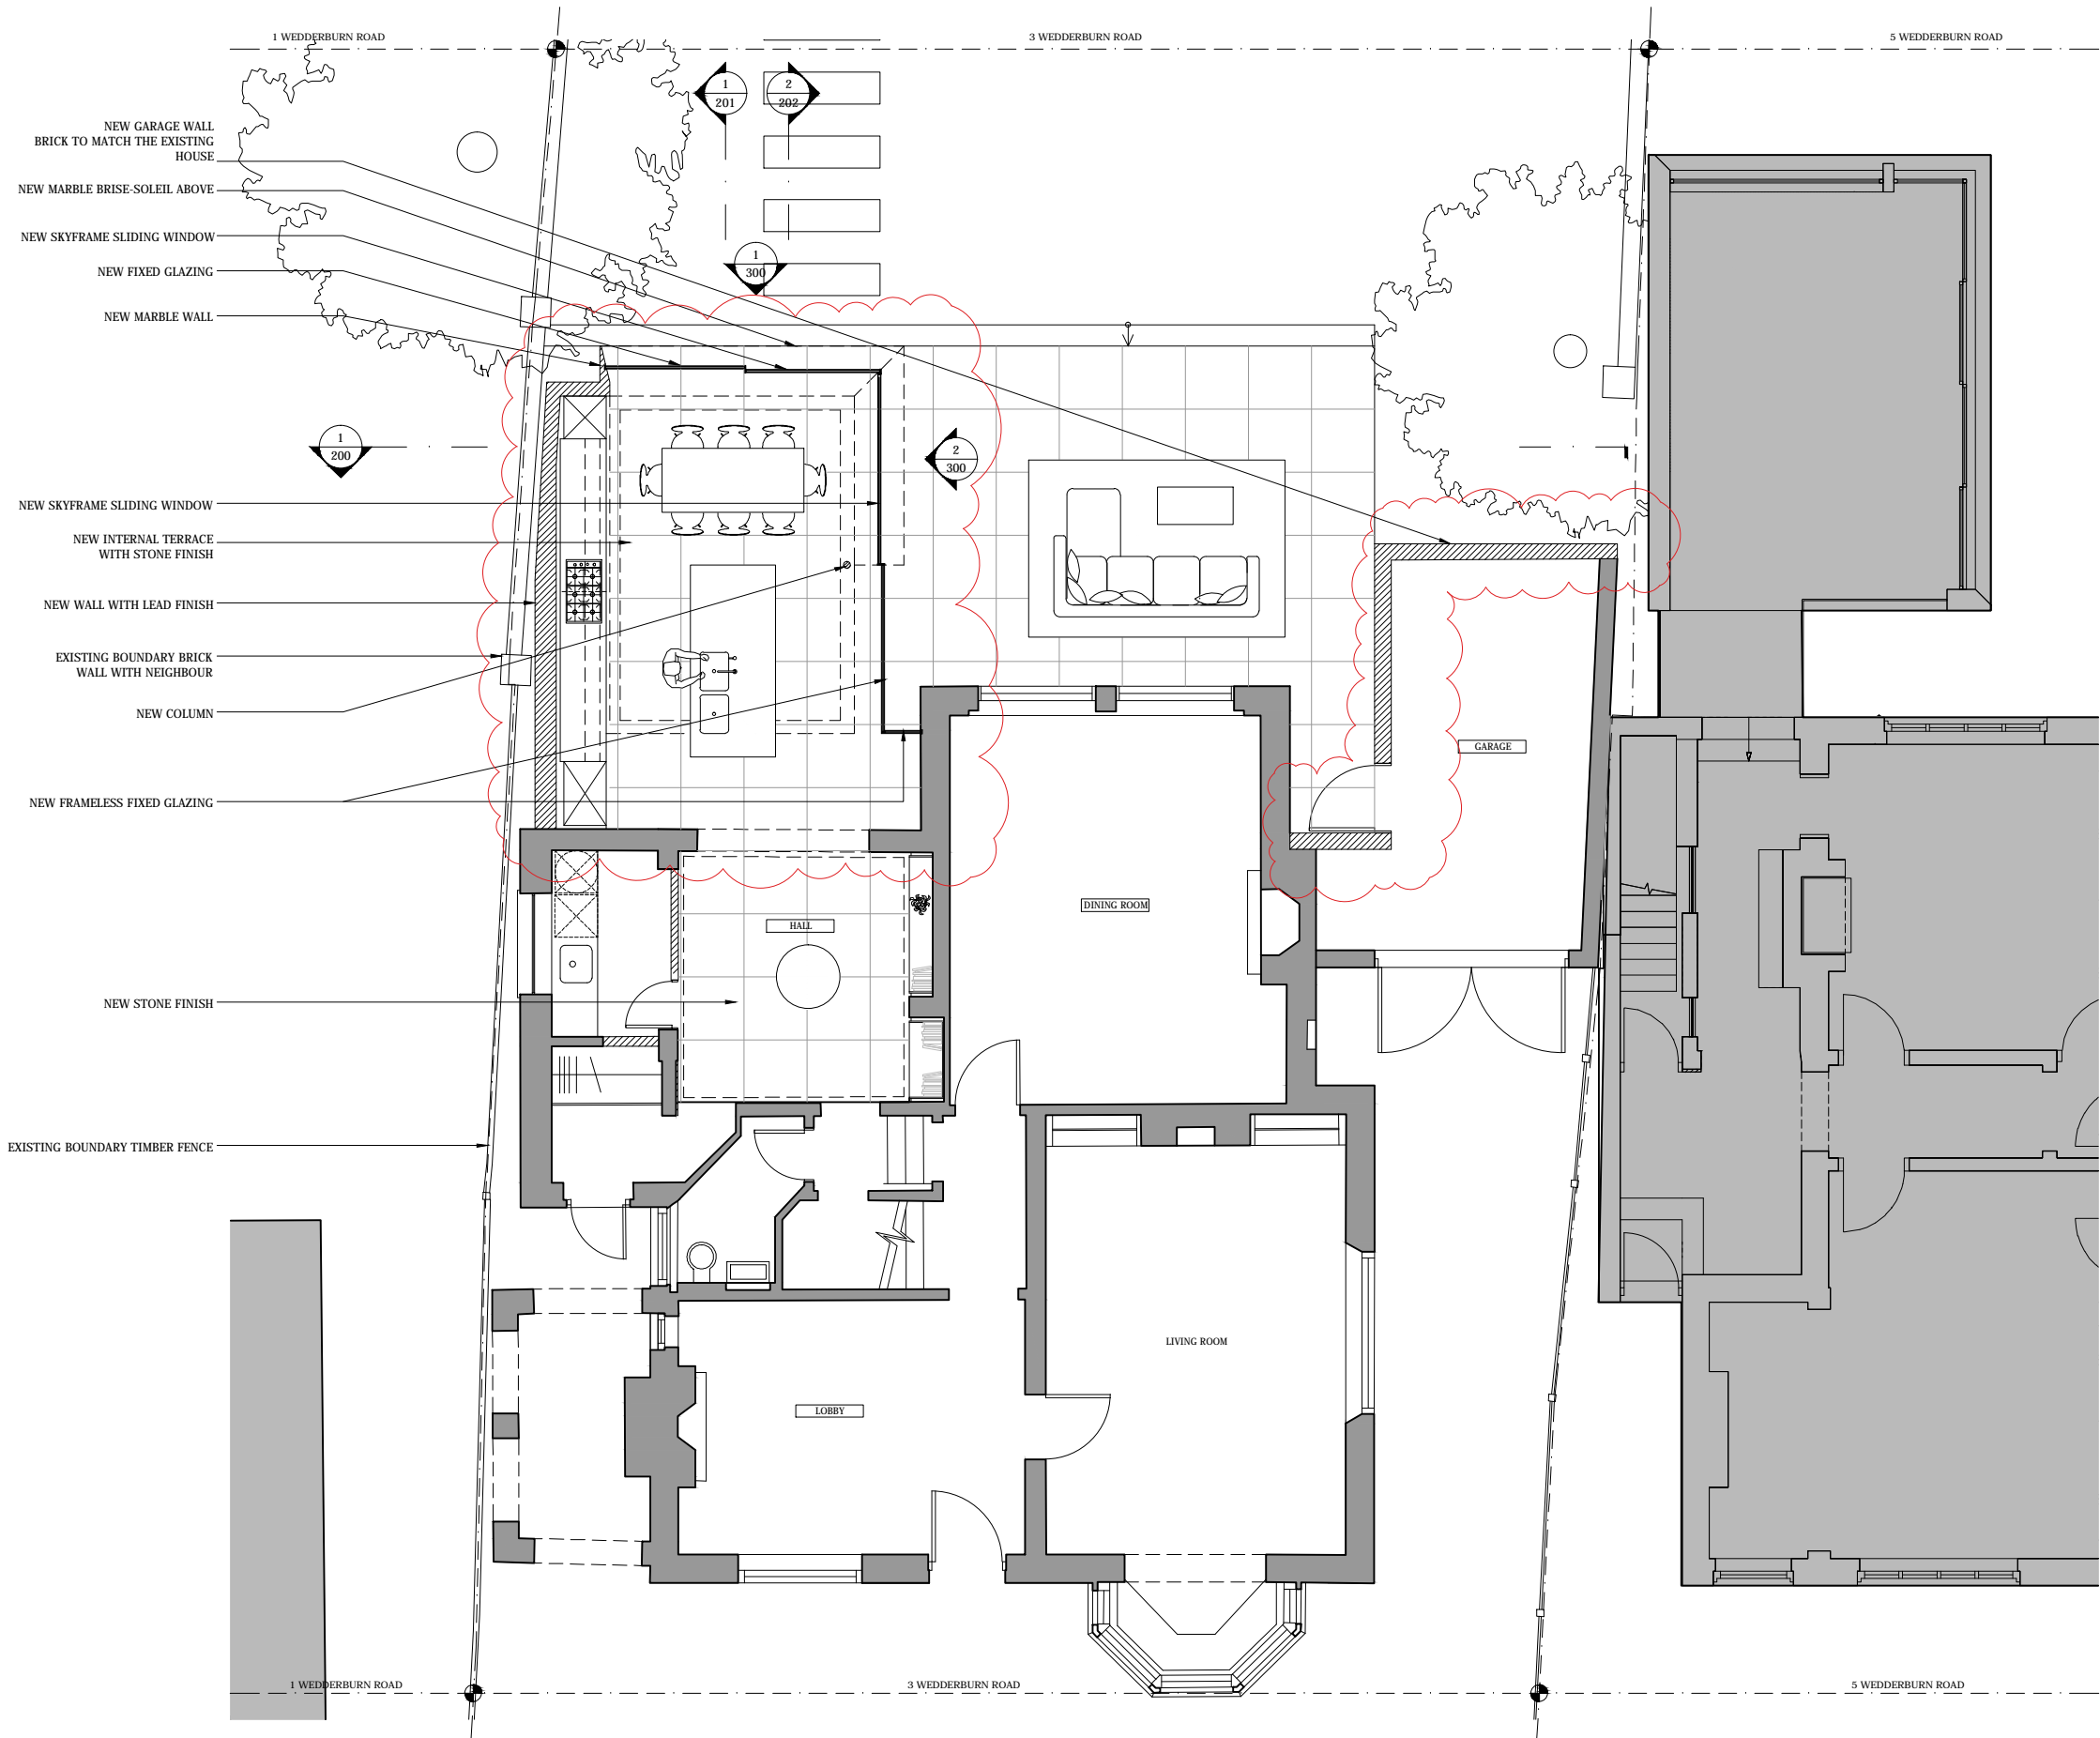 1 WEDDERBURN ROAD
3 WEDDERBURN ROAD
5 WEDDERBURN ROAD
1
201
2
202
NEW GARAGE WALL
BRICK TO MATCH THE EXISTING
HOUSE
NEW MARBLE BRISE-SOLEIL ABOVE
NEW SKYFRAME SLIDING WINDOW
NEW FIXED GLAZING
1
300
NEW MARBLE WALL
1
200
2
300
NEW SKYFRAME SLIDING WINDOW
NEW INTERNAL TERRACE
WITH STONE FINISH
NEW WALL WITH LEAD FINISH
EXISTING BOUNDARY BRICK
WALL WITH NEIGHBOUR
NEW COLUMN
GARAGE
NEW FRAMELESS FIXED GLAZING
DINING ROOM
HALL
NEW STONE FINISH
EXISTING BOUNDARY TIMBER FENCE
LIVING ROOM
LOBBY
1 WEDDERBURN ROAD
3 WEDDERBURN ROAD
5 WEDDERBURN ROAD